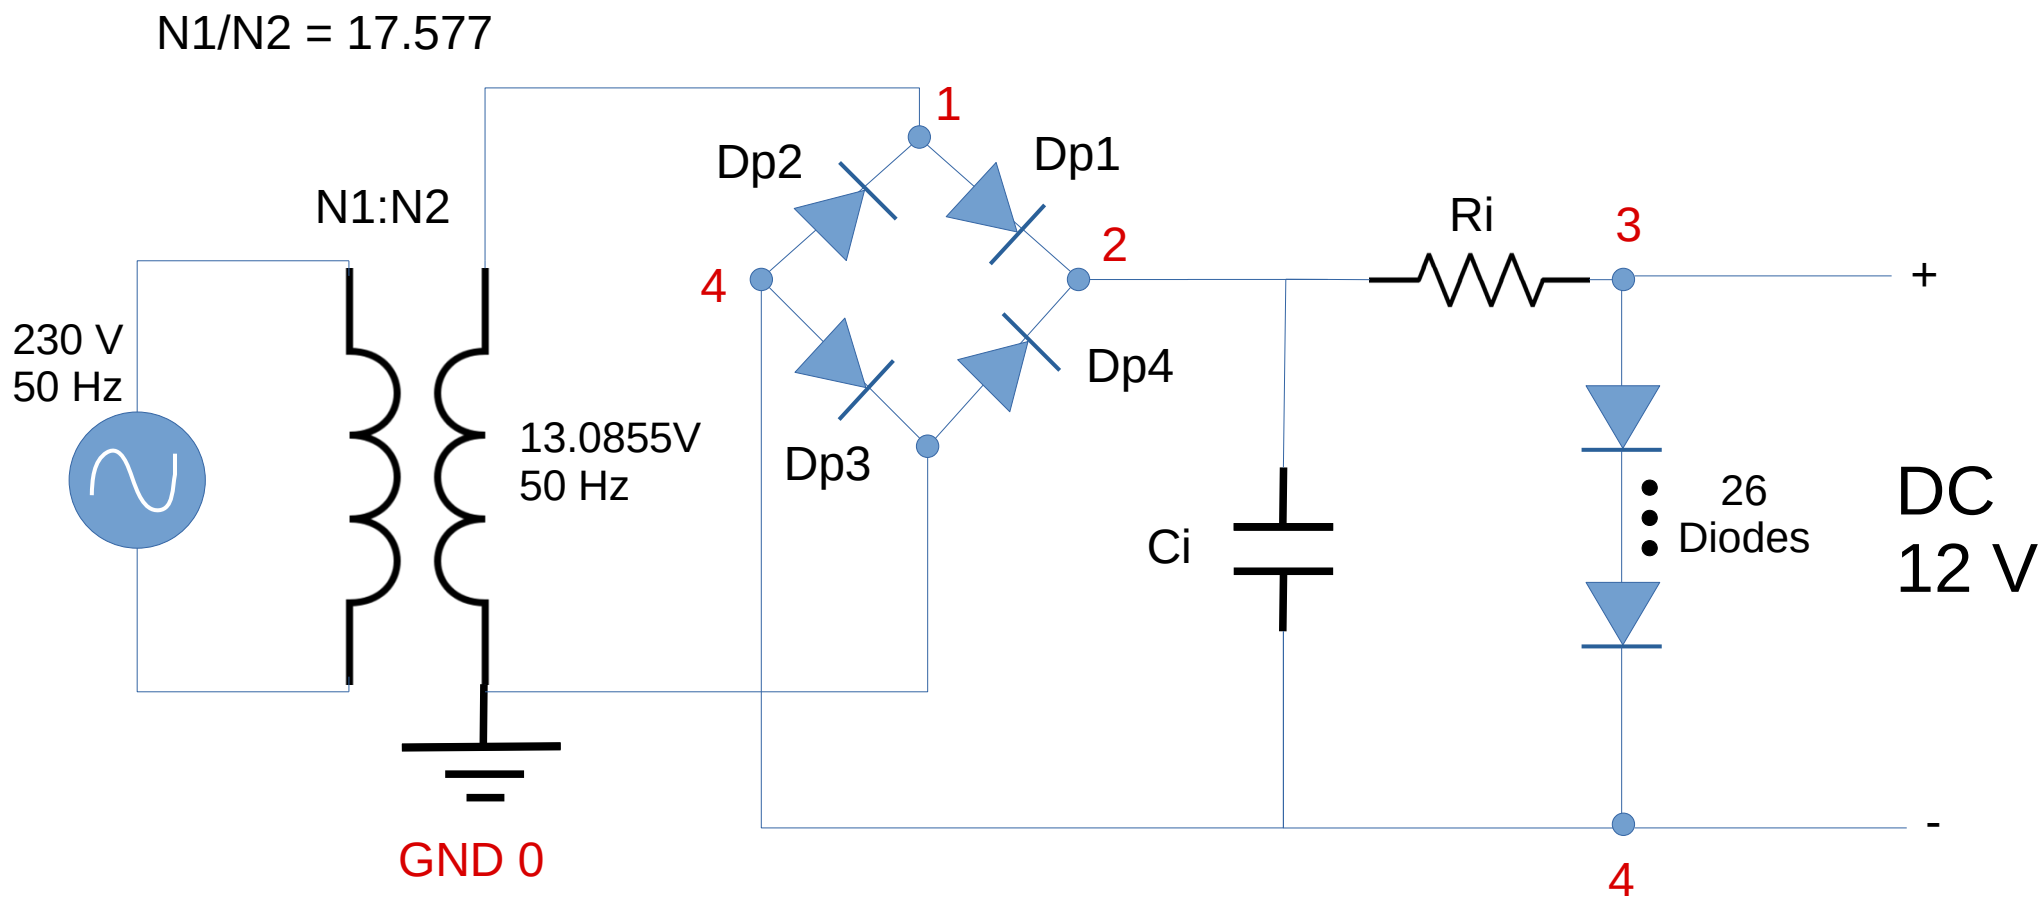 N1/N2 = 17.577
1
Dp2
Dp1
N1:N2
Ri
3
2
4
+
230 V
50 Hz
Dp4
13.0855V
50 Hz
Dp3
26
Diodes
DC
12 V
Ci
-
GND 0
4